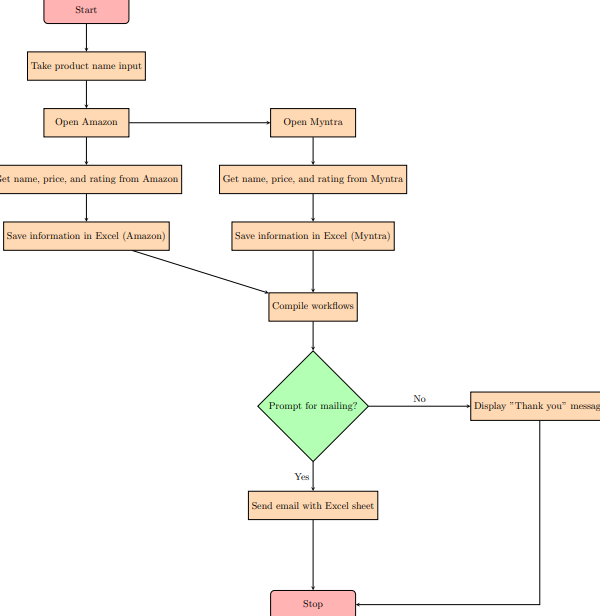 Start
Take product name input
Open Amazon
Open Myntra
Get name, price, and rating from Amazon
Get name, price, and rating from Myntra
Save information in Excel (Amazon)
Save information in Excel (Myntra)
Compile workflows
Prompt for mailing?
No
Display "Thank you" messag
Yes
Send email with Excel sheet
Stop